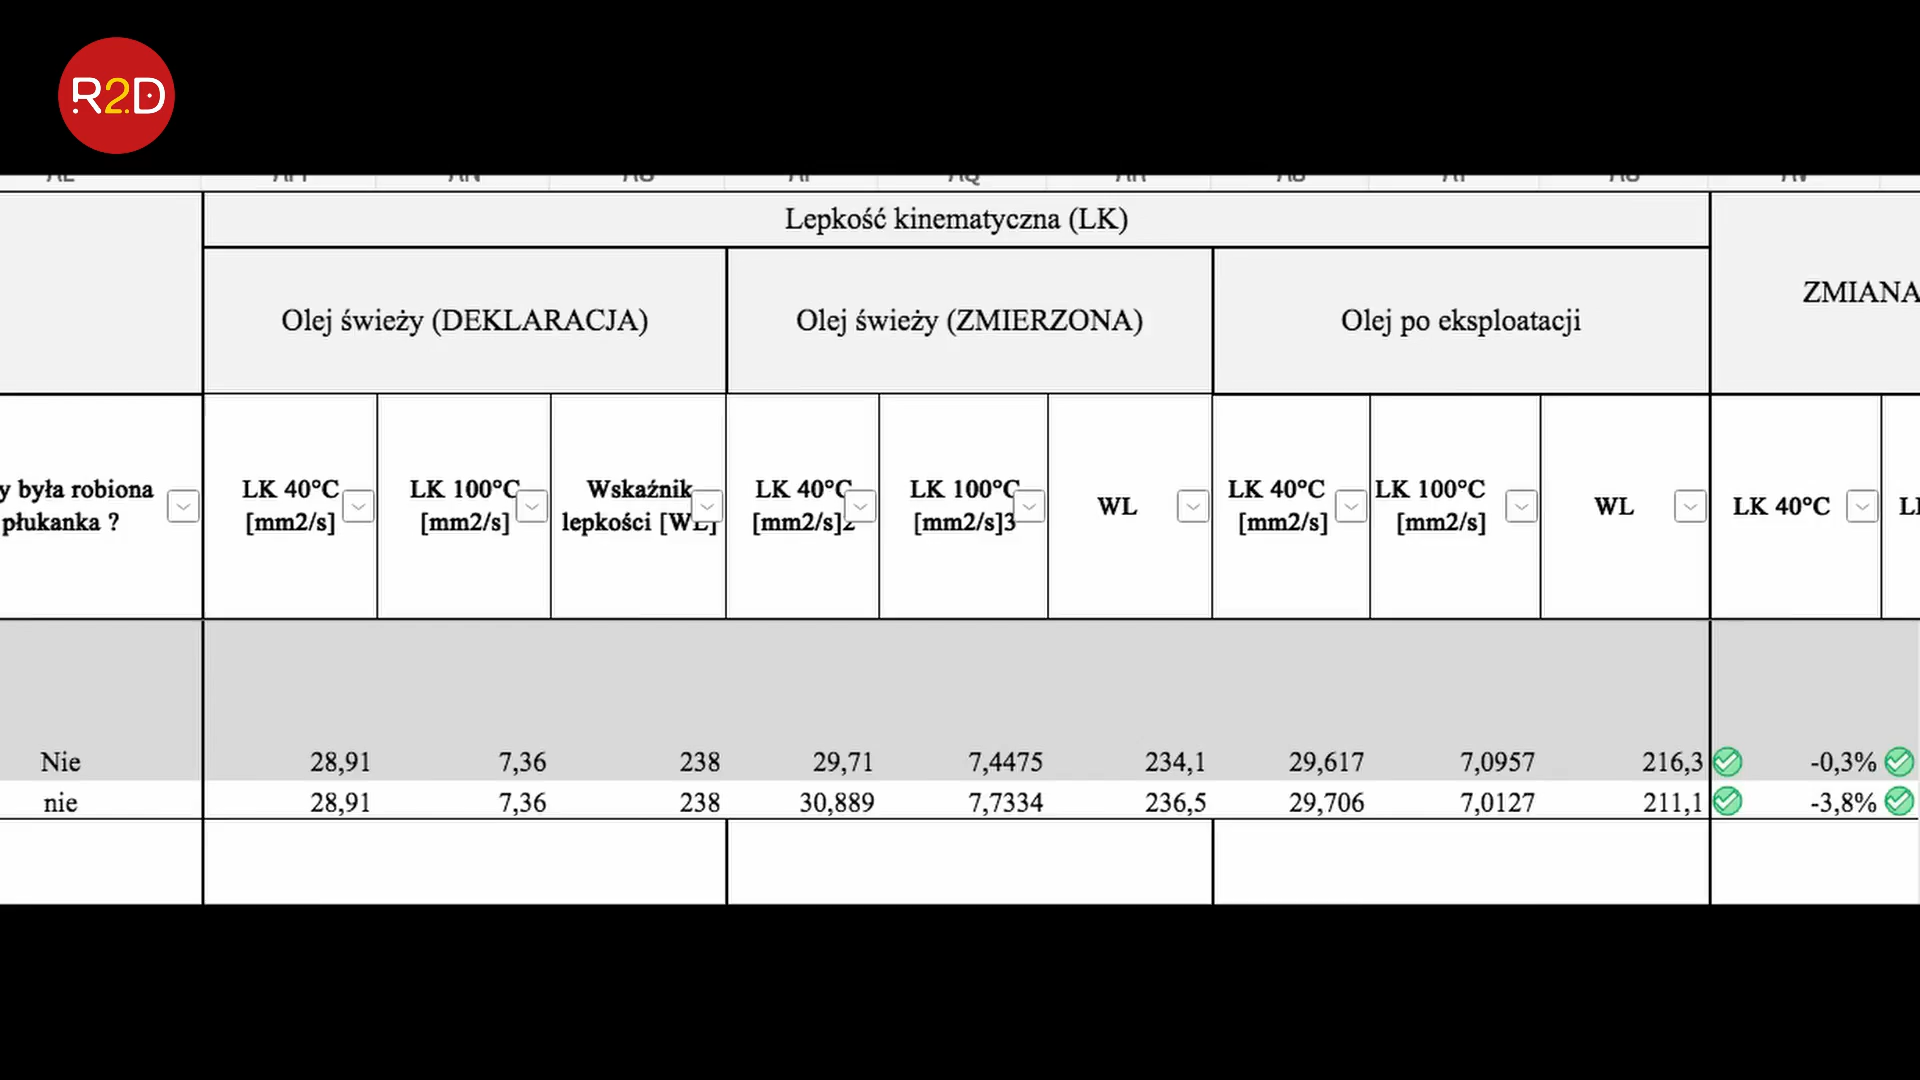 R2D
Lepkość kinematyczna (LK)
ZMIANA
Olej świeży (DEKLARACJA) Olej świeży (ZMIERZONA) Olej po eksploatacji
y była robiona płukanka ?
LK 40°C [mm2/s]
LK 100°C [mm2/s]
Wskaźnik lepkości [WL]
LK 40°C [mm2/s]2
LK 100°C [mm2/s]3
WL
LK 40°C [mm2/s]
LK 100°C [mm2/s]
WL
LK 40°C
Nie 28,91 7,36 238 29,71 7,4475 234,1 29,617 7,0957 216,3 -0,3%
nie 28,91 7,36 238 30,889 7,7334 236,5 29,706 7,0127 211,1 -3,8%